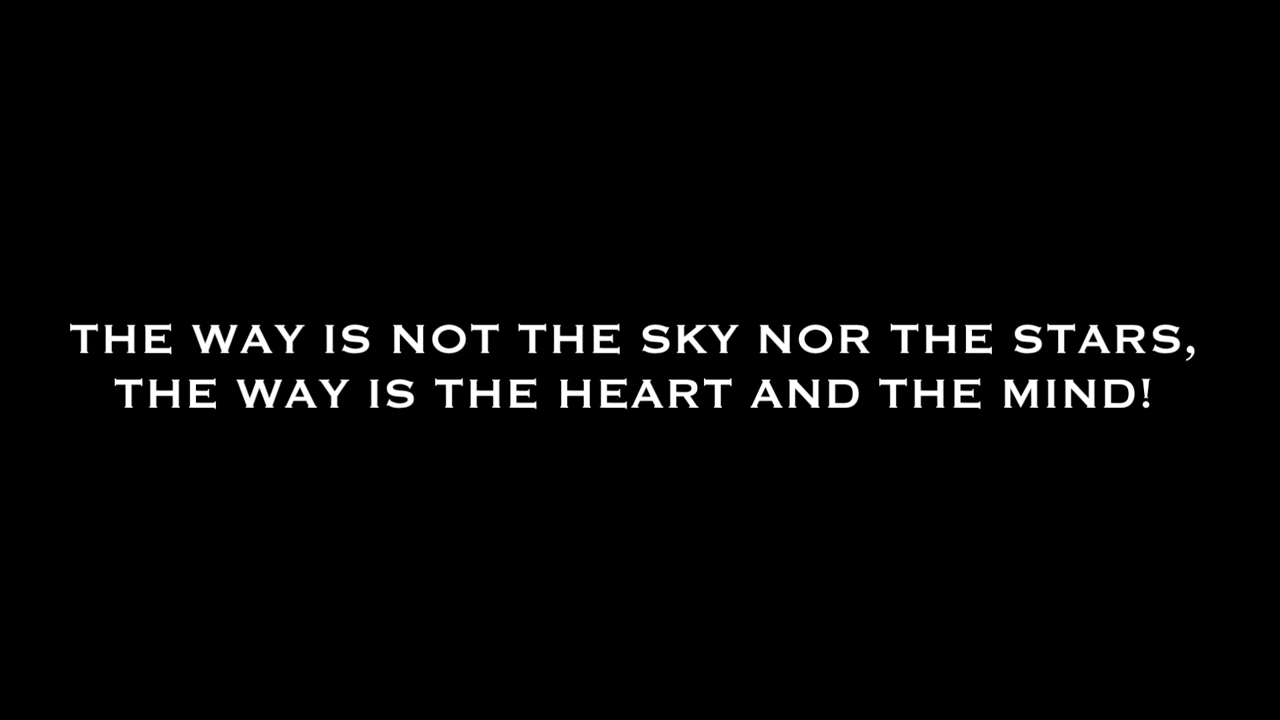 THE WAY IS NOT THE SKY NOR THE STARS,
THE WAY IS THE HEART AND THE MIND!